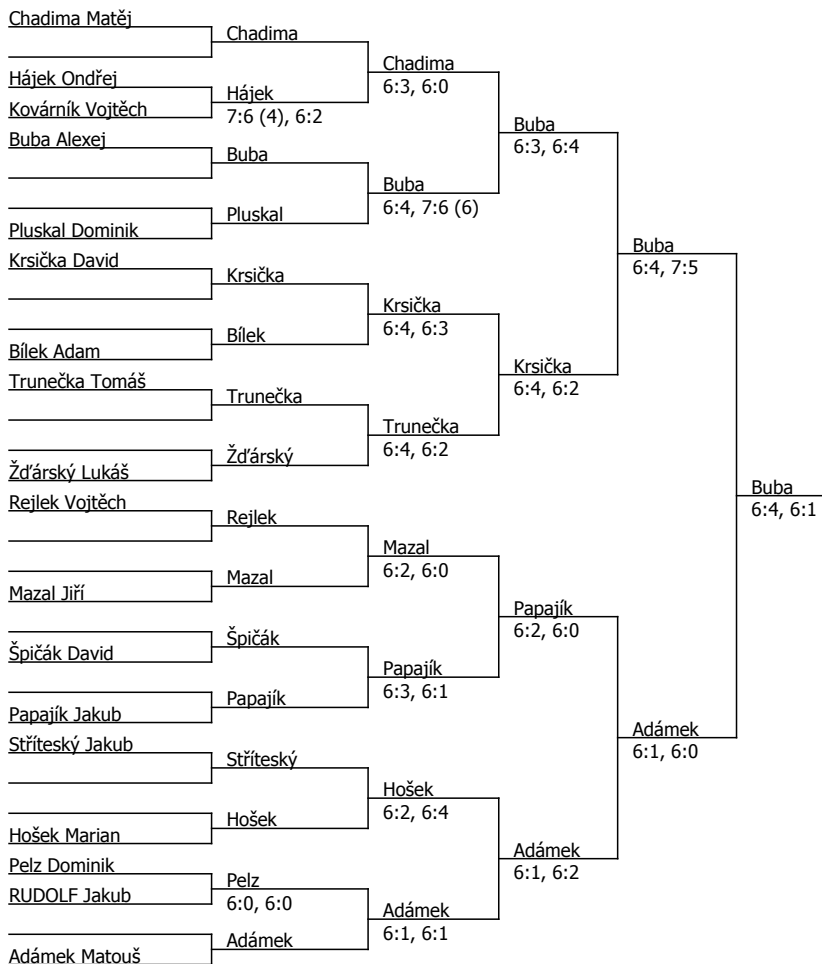 Chadima Matěj
Chadima
Chadima
6:3, 6:0
Hájek Ondřej
Hájek
7:6 (4), 6:2
Kovárník Vojtěch
Buba
6:3, 6:4
Buba Alexej
Buba
Buba
6:4, 7:6 (6)
Pluskal
Pluskal Dominik
Buba
6:4, 7:5
Krsička David
Krsička
Krsička
6:4, 6:3
Bílek
Bílek Adam
Krsička
6:4, 6:2
Trunečka Tomáš
Trunečka
Trunečka
6:4, 6:2
Žďárský
Žďárský Lukáš
Buba
6:4, 6:1
Rejlek Vojtěch
Rejlek
Mazal
6:2, 6:0
Mazal
Mazal Jiří
Papajík
6:2, 6:0
Špičák
Špičák David
Papajík
6:3, 6:1
Papajík
Papajík Jakub
Adámek
6:1, 6:0
Stříteský Jakub
Stříteský
Hošek
6:2, 6:4
Hošek
Hošek Marian
Adámek
6:1, 6:2
Pelz Dominik
Pelz
6:0, 6:0
RUDOLF Jakub
Adámek
6:1, 6:1
Adámek
Adámek Matouš